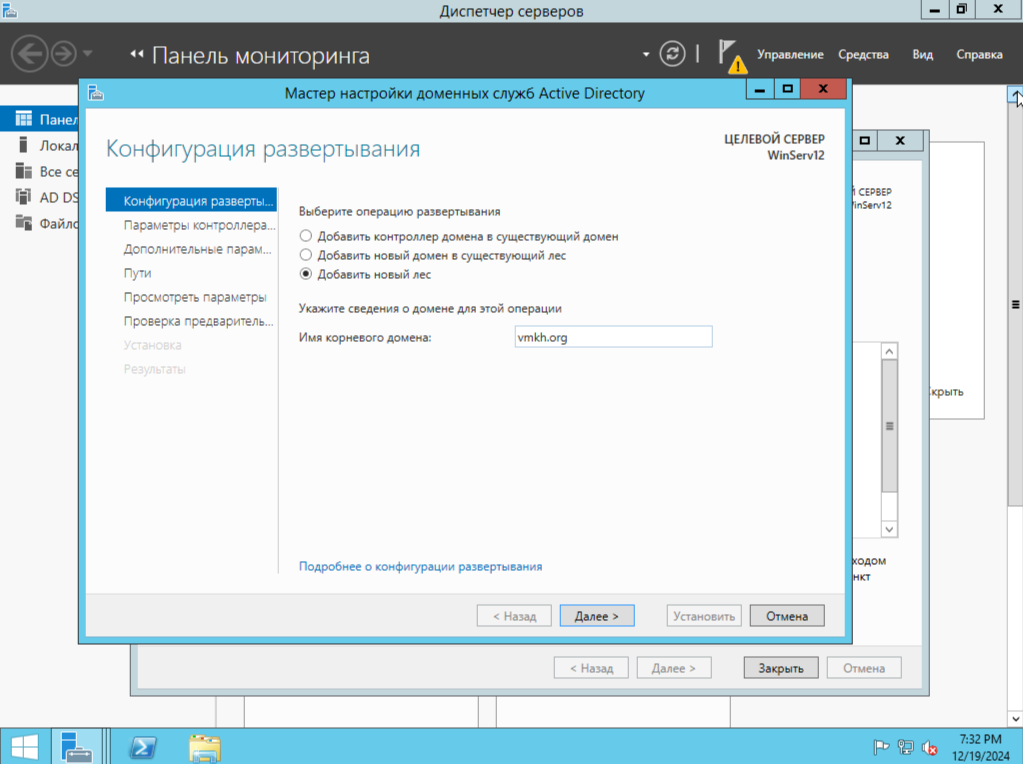 Диспетчер серверов
Панель мониторинга
Управление Средства Вид Справка
Мастер настройки доменных служб Active Directory
Конфигурация развертывания
ЦЕЛЕВОЙ СЕРВЕР
WinServ12
СЕРВЕР
Конфигурация разверты...
Параметры контроллера...
Дополнительные парам...
Пути
Просмотреть параметры
Проверка предваритель...
Установка
Результаты
Выберите операцию развертывания
Добавить контроллер домена в существующий домен
Добавить новый домен в существующий лес
Добавить новый лес
Укажите сведения о домене для этой операции
Имя корневого домена: vmkh.org
Подробнее о конфигурации развертывания
< Назад Далее > Установить Отмена
< Назад Далее > Закрыть Отмена
AD DS
7:32 PM
12/19/2024